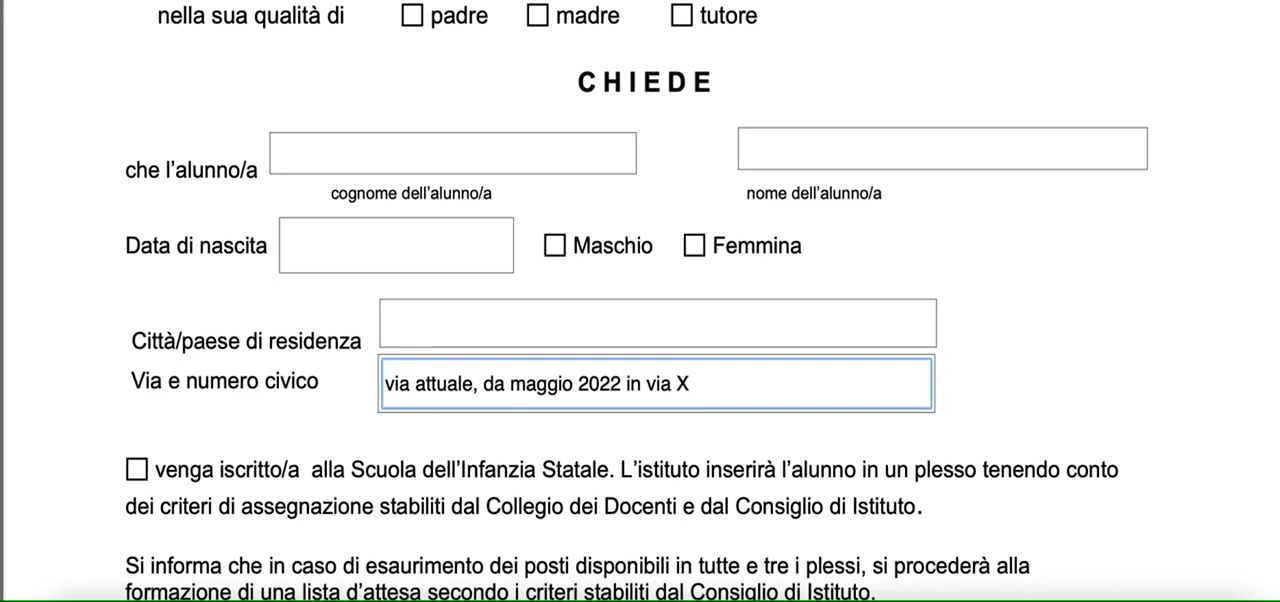 nella sua qualità di padre madre tutore
CHIEDE
che l'alunno/a
cognome dell'alunno/a nome dell'alunno/a
Data di nascita Maschio Femmina
Città/paese di residenza
Via e numero civico via attuale, da maggio 2022 in via X
venga iscritto/a alla Scuola dell'Infanzia Statale. L'istituto inserirà l'alunno in un plesso tenendo conto
dei criteri di assegnazione stabiliti dal Collegio dei Docenti e dal Consiglio di Istituto.
Si informa che in caso di esaurimento dei posti disponibili in tutte e tre i plessi, si procederà alla
formazione di una lista d'attesa secondo i criteri stabiliti dal Consiglio di Istituto.